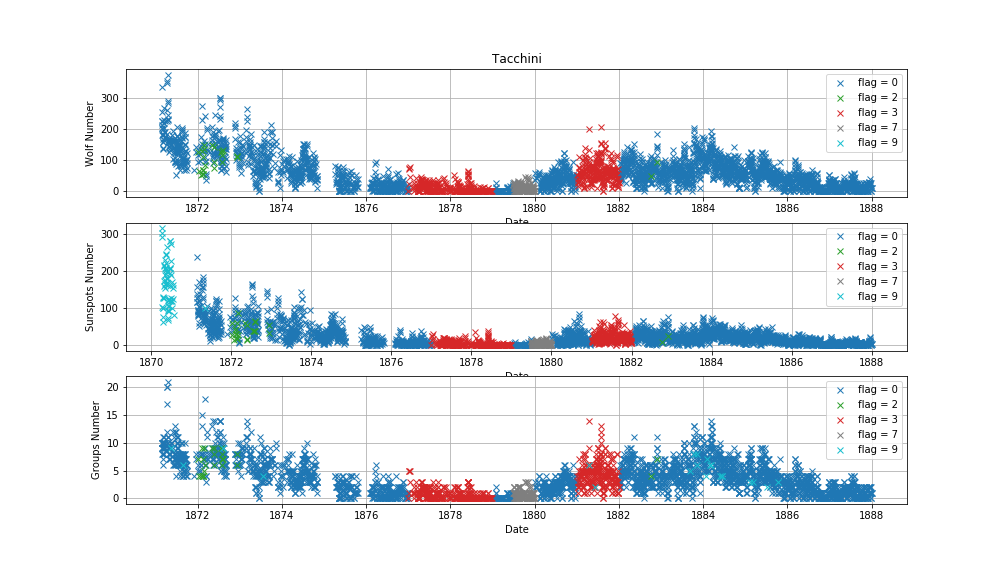 Tacchini
Wolf Number
300
200
100
0
flag = 0
flag = 2
flag = 3
flag = 7
flag = 9
1872 1874 1876 1878 1880 1882 1884 1886 1888
Date
Sunspots Number
300
200
100
0
flag = 0
flag = 2
flag = 3
flag = 7
flag = 9
1870 1872 1874 1876 1878 1880 1882 1884 1886 1888
Date
Groups Number
20
15
10
5
0
flag = 0
flag = 2
flag = 3
flag = 7
flag = 9
1872 1874 1876 1878 1880 1882 1884 1886 1888
Date